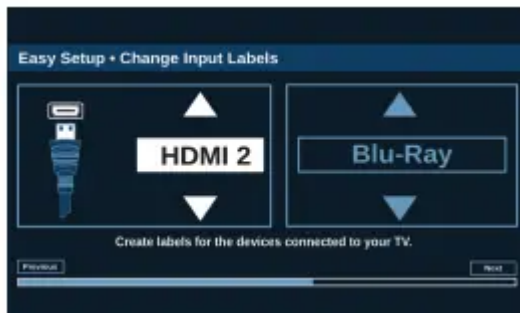 Easy Setup • Change Input Labels
HDMI 2
Blu-Ray
Create labels for the devices connected to your TV.
Previous
Next